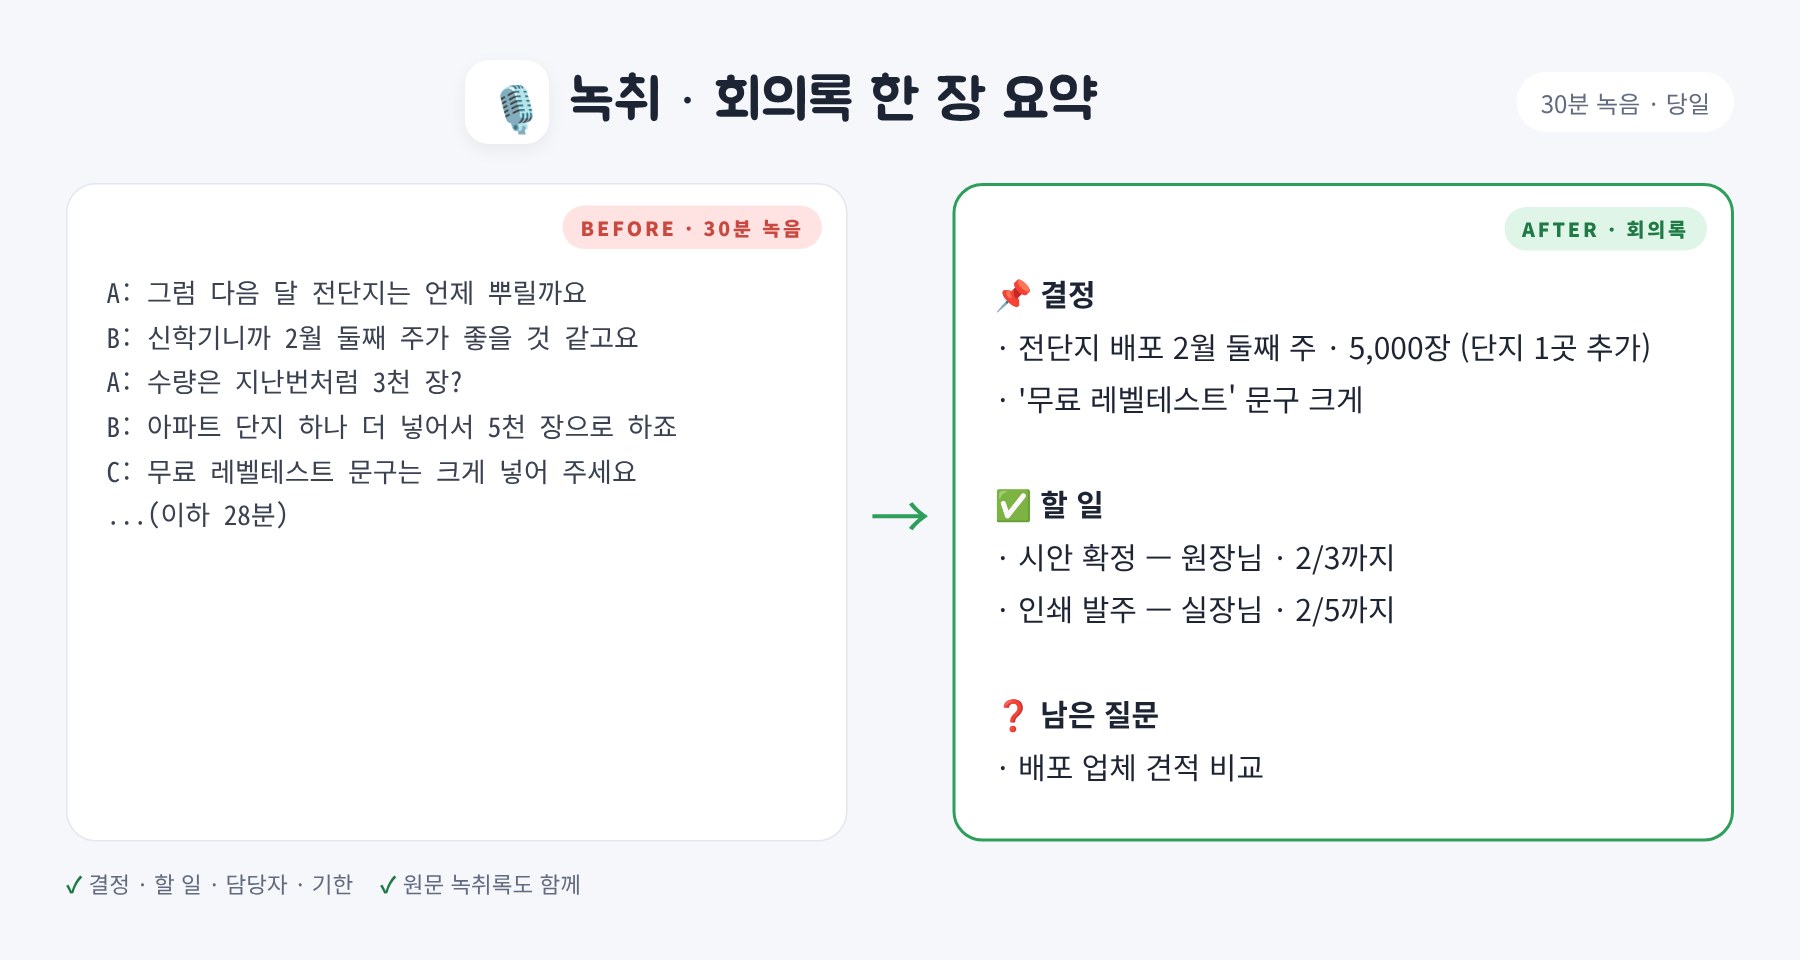 녹취 · 회의록 한 장 요약
30분 녹음 · 당일
BEFORE · 30분 녹음
A: 그럼 다음 달 전단지는 언제 뿌릴까요
B: 신학기니까 2월 둘째 주가 좋을 것 같고요
A: 수량은 지난번처럼 3천 장?
B: 아파트 단지 하나 더 넣어서 5천 장으로 하죠
C: 무료 레벨테스트 문구는 크게 넣어 주세요
...(이하 28분)
→
AFTER · 회의록
📌 결정
· 전단지 배포 2월 둘째 주 · 5,000장 (단지 1곳 추가)
· '무료 레벨테스트' 문구 크게
✅ 할 일
· 시안 확정 — 원장님 · 2/3까지
· 인쇄 발주 — 실장님 · 2/5까지
❓ 남은 질문
· 배포 업체 견적 비교
✓ 결정 · 할 일 · 담당자 · 기한 ✓ 원문 녹취록도 함께